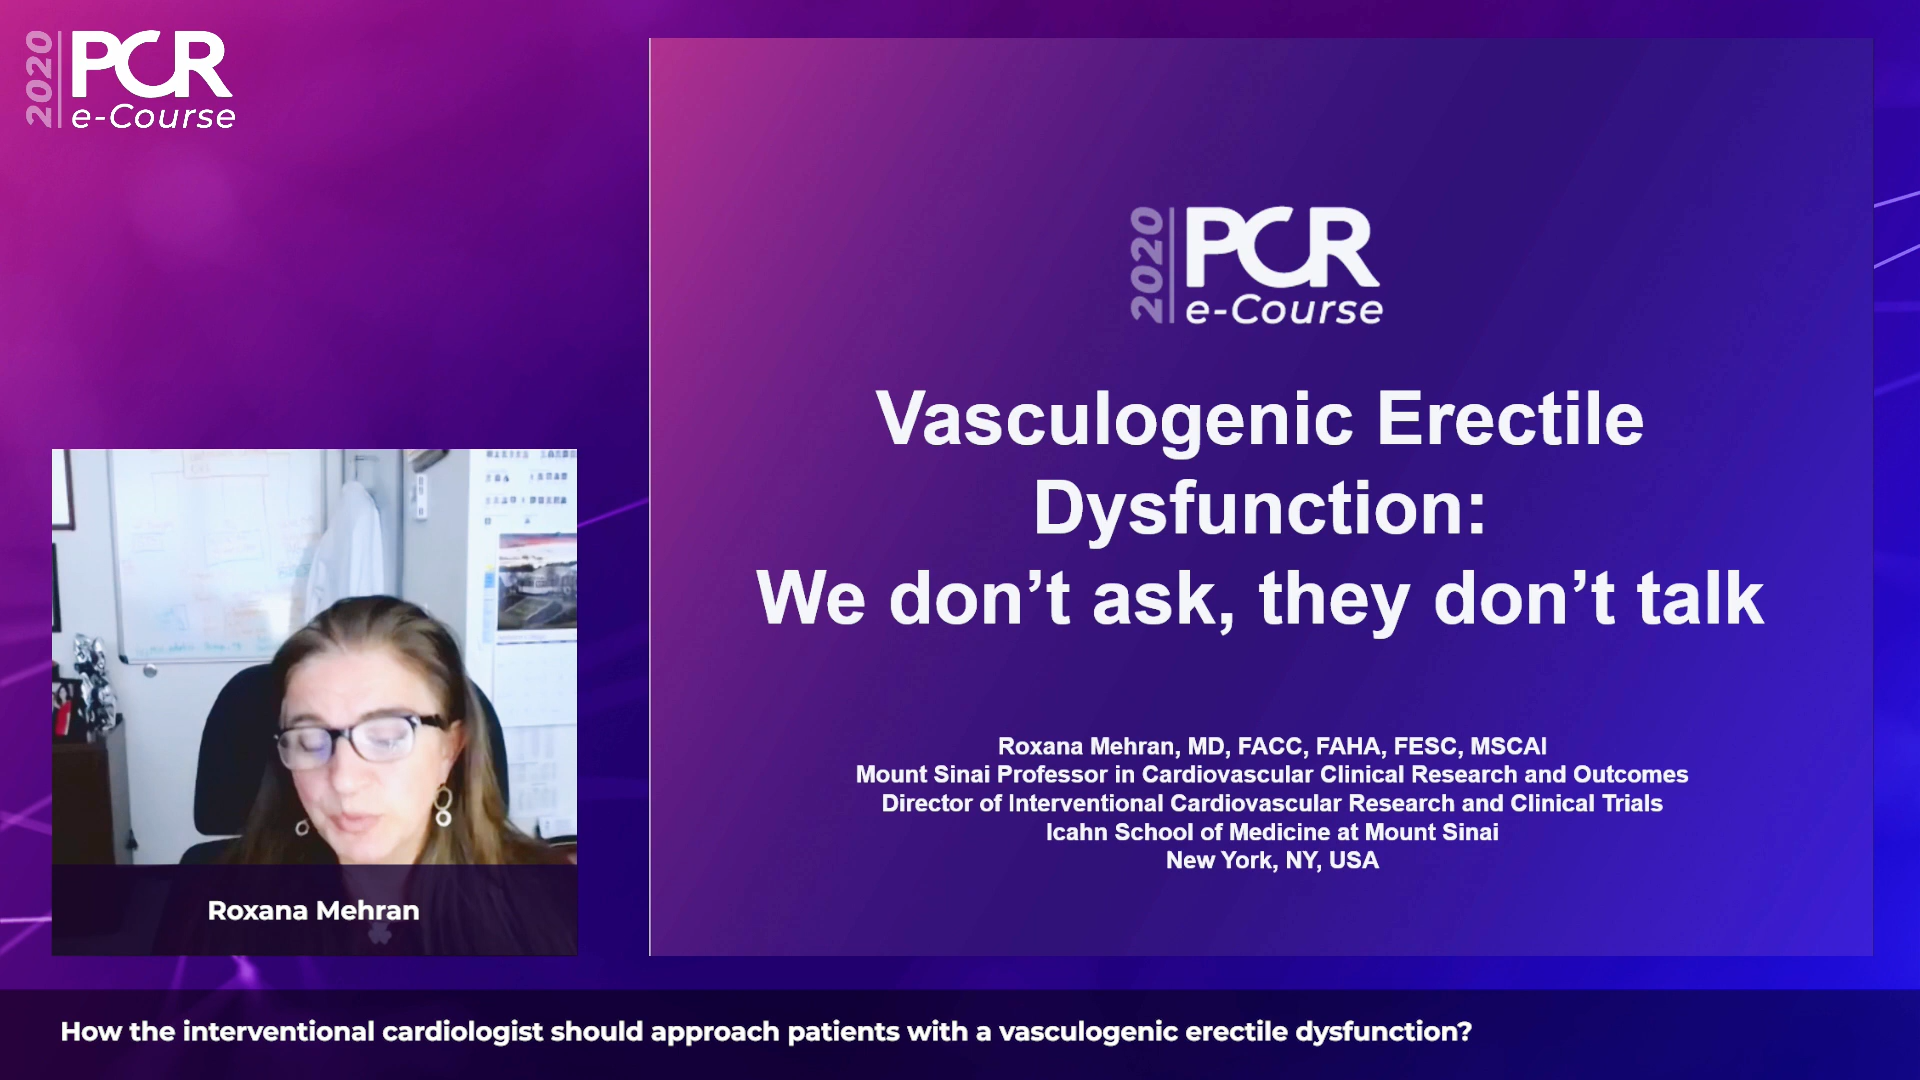 2020
PCR
e-Course
2020
PCR
e-Course
Vasculogenic Erectile
Dysfunction:
We don’t ask, they don’t talk
Roxana Mehran, MD, FACC, FAHA, FESC, MSCAI
Mount Sinai Professor in Cardiovascular Clinical Research and Outcomes
Director of Interventional Cardiovascular Research and Clinical Trials
Icahn School of Medicine at Mount Sinai
New York, NY, USA
Roxana Mehran
How the interventional cardiologist should approach patients with a vasculogenic erectile dysfunction?